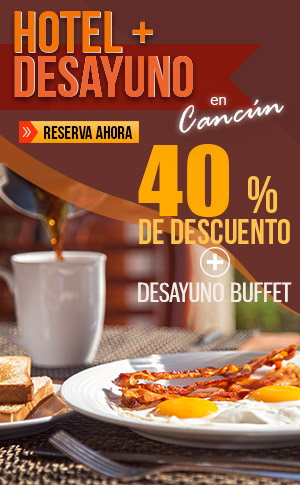 HOTEL +
DESAYUNO
en
Cancún
RESERVA AHORA
40 %
DE DESCUENTO
+
DESAYUNO BUFFET